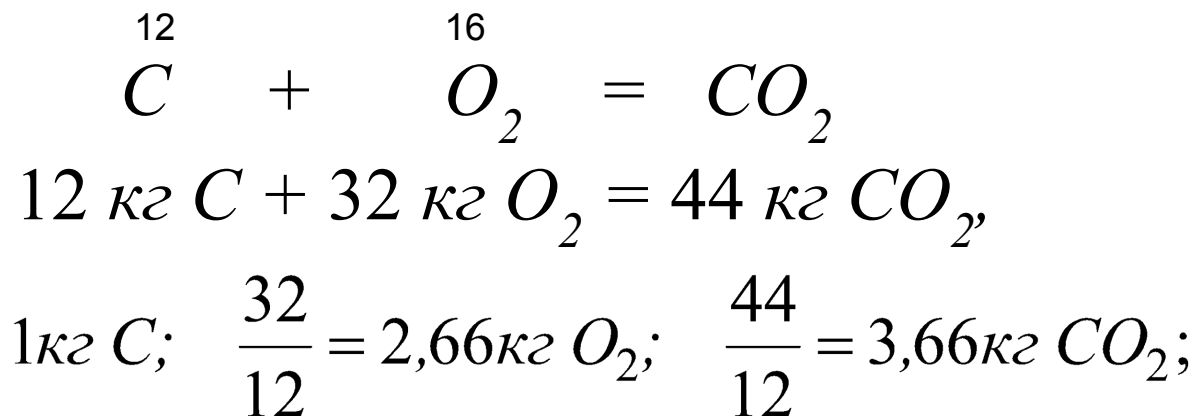 12 16
C + O₂ = CO₂
12 кг C + 32 кг O₂ = 44 кг CO₂,
1кг C; 32/12 = 2,66кг O₂; 44/12 = 3,66кг CO₂;